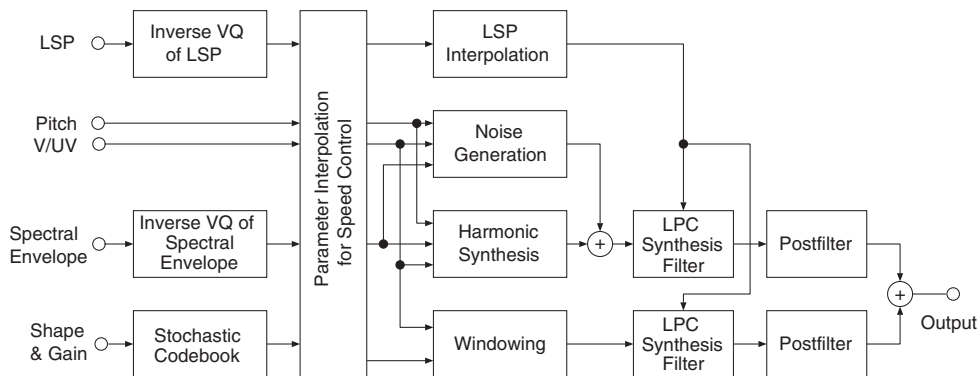 LSP
Inverse VQ
of LSP
Parameter Interpolation
for Speed Control
LSP
Interpolation
Pitch
V/UV
Noise
Generation
Spectral
Envelope
Inverse VQ of
Spectral
Envelope
Harmonic
Synthesis
+
LPC
Synthesis
Filter
Postfilter
+
Output
Shape
& Gain
Stochastic
Codebook
Windowing
LPC
Synthesis
Filter
Postfilter